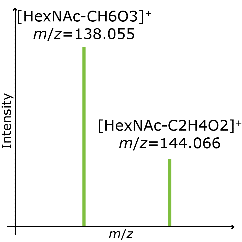 [HexNAc-CH6O3]⁺
m/z=138.055
[HexNAc-C2H4O2]⁺
m/z=144.066
Intensity
m/z